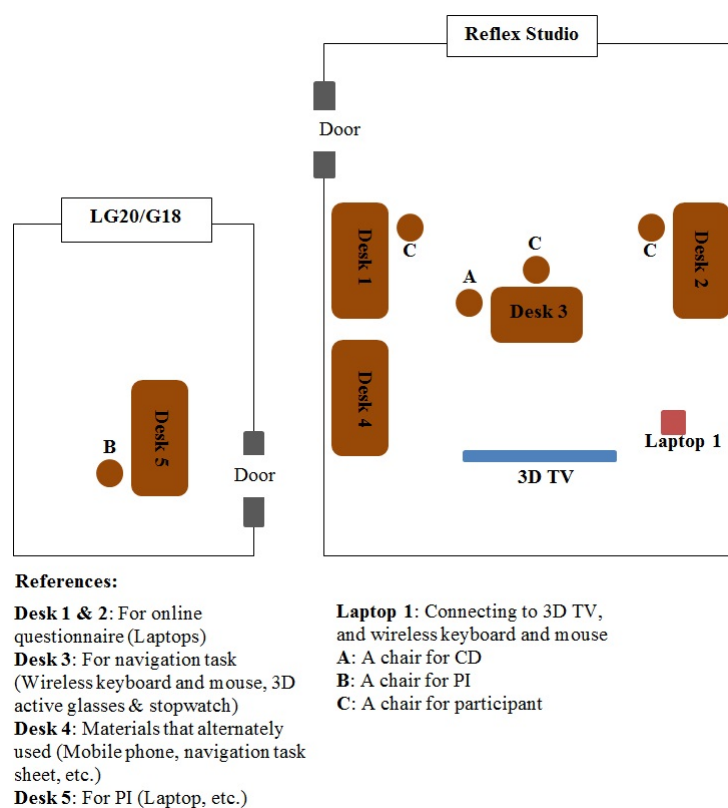 Reflex Studio
Door
LG20/G18
Desk 1
C
C
A
C
Desk 2
Desk 3
Desk 4
Laptop 1
3D TV
B
Desk 5
Door
References:
Desk 1 & 2: For online
questionnaire (Laptops)
Desk 3: For navigation task
(Wireless keyboard and mouse, 3D
active glasses & stopwatch)
Desk 4: Materials that alternately
used (Mobile phone, navigation task
sheet, etc.)
Desk 5: For PI (Laptop, etc.)
Laptop 1: Connecting to 3D TV,
and wireless keyboard and mouse
A: A chair for CD
B: A chair for PI
C: A chair for participant